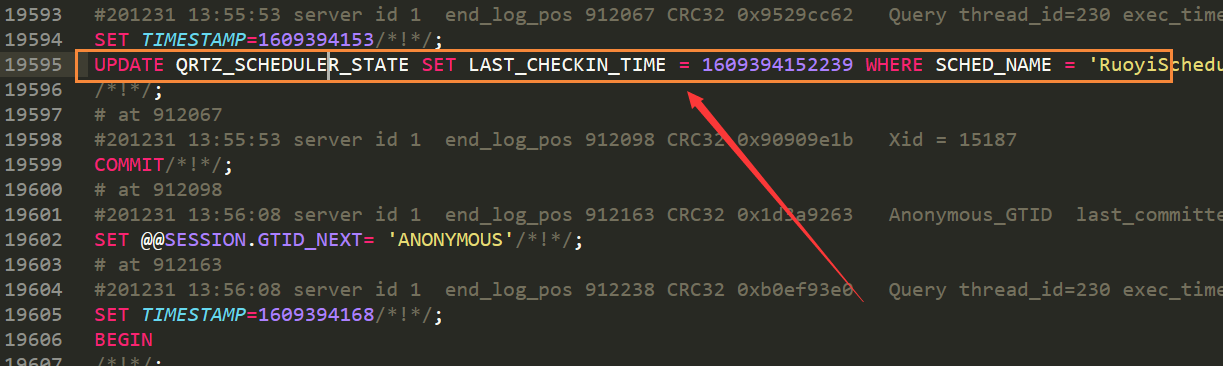 19593 #201231 13:55:53 server id 1  end_log_pos 912067 CRC32 0x9529cc62   Query thread_id=230 exec_time
19594 SET TIMESTAMP=1609394153/*!*/;
19595 UPDATE QRTZ_SCHEDULER_STATE SET LAST_CHECKIN_TIME = 1609394152239 WHERE SCHED_NAME = 'RuoyiSchedu
19596 /*!*/;
19597 # at 912067
19598 #201231 13:55:53 server id 1  end_log_pos 912098 CRC32 0x90909e1b   Xid = 15187
19599 COMMIT/*!*/;
19600 # at 912098
19601 #201231 13:56:08 server id 1  end_log_pos 912163 CRC32 0x1d3a9263   Anonymous_GTID  last_committe
19602 SET @@SESSION.GTID_NEXT= 'ANONYMOUS'/*!*/;
19603 # at 912163
19604 #201231 13:56:08 server id 1  end_log_pos 912238 CRC32 0xb0ef93e0   Query thread_id=230 exec_time
19605 SET TIMESTAMP=1609394168/*!*/;
19606 BEGIN
19607 /*!*/;